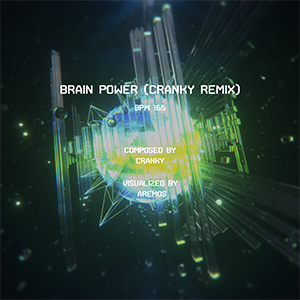 BRAIN POWER (CRANKY REMIX)
BPM 165
COMPOSED BY
CRANKY
VISUALIZED BY
AREMOS